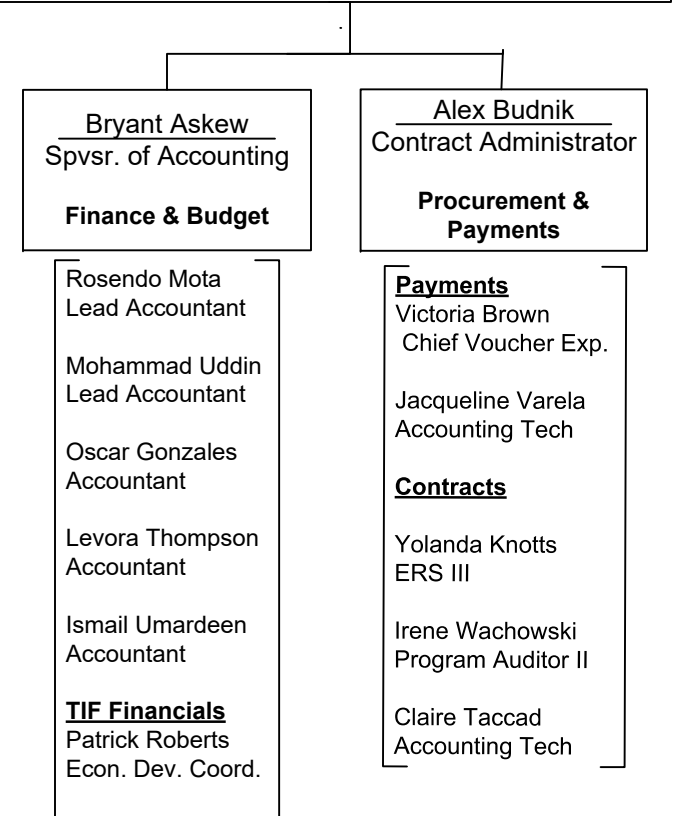 Bryant Askew
Spvsr. of Accounting
Finance & Budget
Rosendo Mota
Lead Accountant
Mohammad Uddin
Lead Accountant
Oscar Gonzales
Accountant
Levora Thompson
Accountant
Ismail Umardeen
Accountant
TIF Financials
Patrick Roberts
Econ. Dev. Coord.
Alex Budnik
Contract Administrator
Procurement &
Payments
Payments
Victoria Brown
Chief Voucher Exp.
Jacqueline Varela
Accounting Tech
Contracts
Yolanda Knotts
ERS III
Irene Wachowski
Program Auditor II
Claire Taccad
Accounting Tech